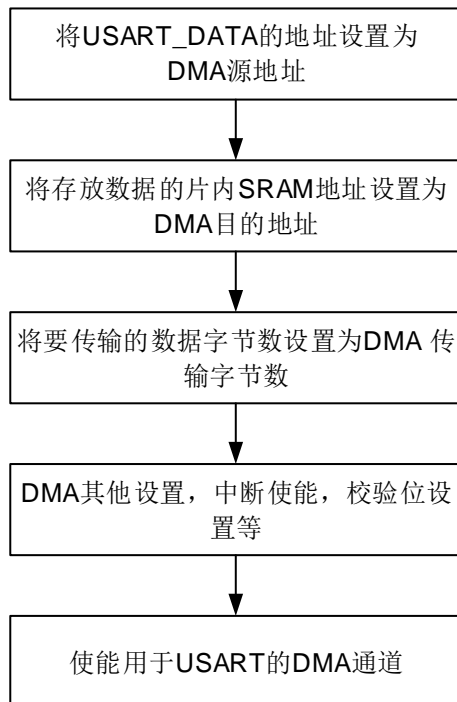 将USART_DATA的地址设置为
DMA源地址
将存放数据的片内SRAM地址设置为
DMA目的地址
将要传输的数据字节数设置为DMA 传
输字节数
DMA其他设置，中断使能，校验位设
置等
使能用于USART的DMA通道